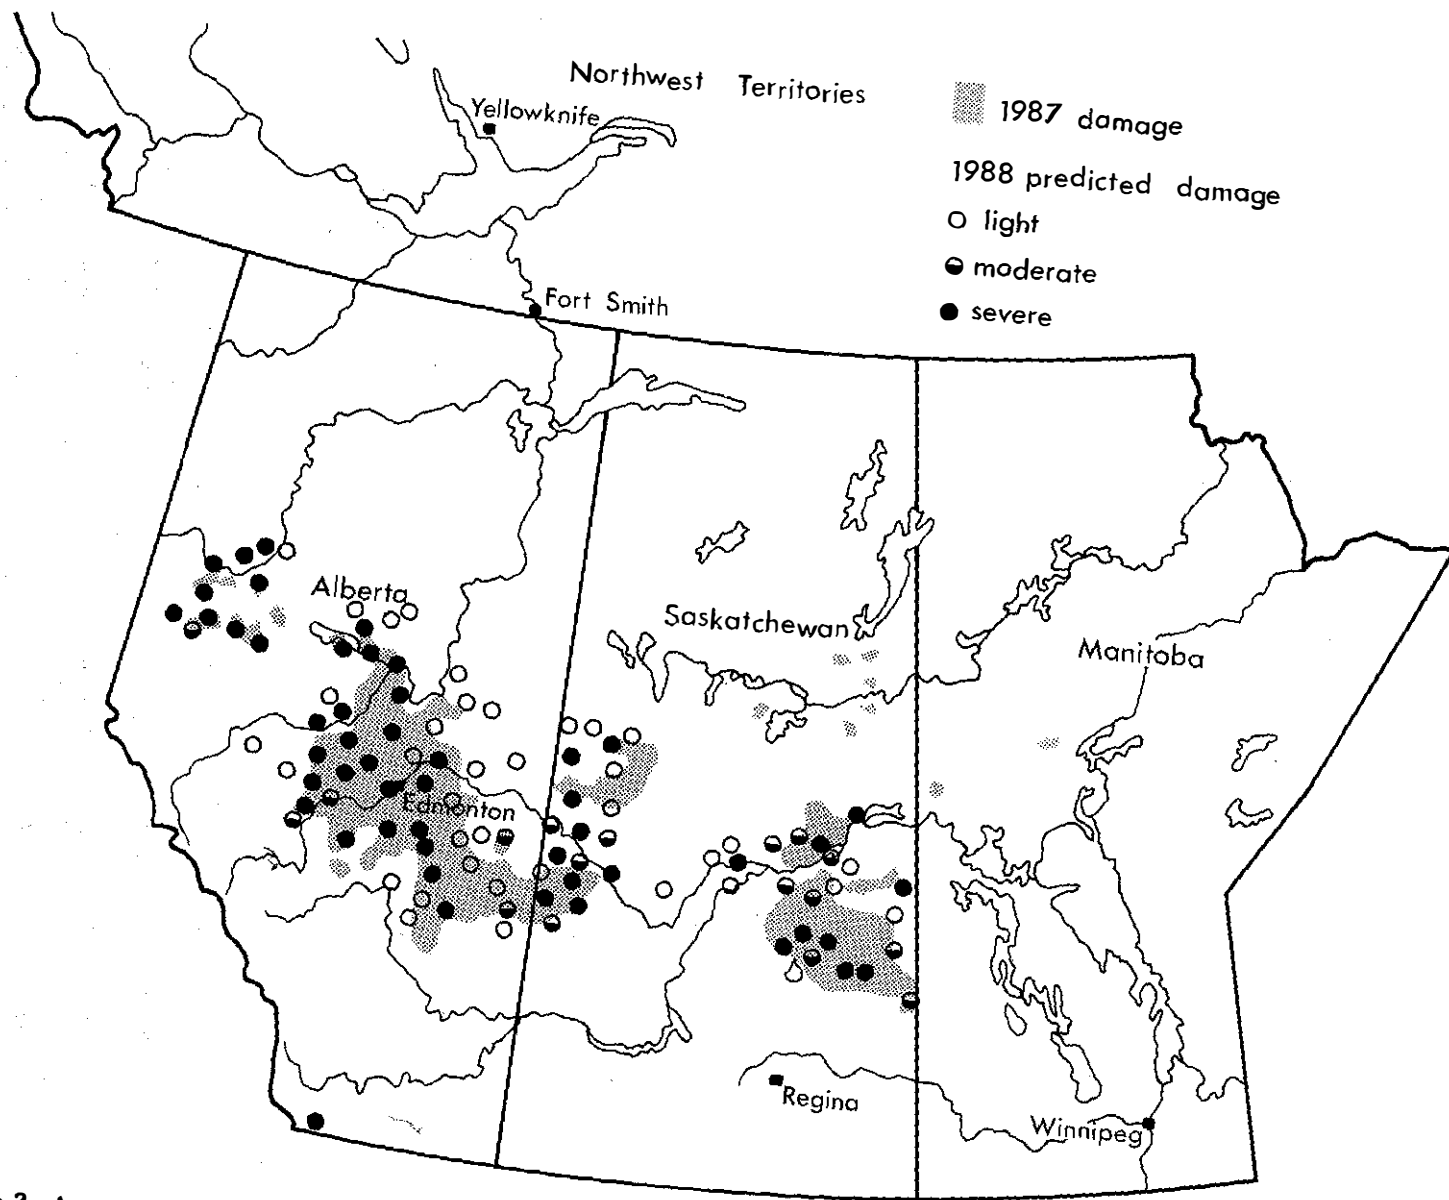 Northwest Territories
Yellowknife
1987 damage
1988 predicted damage
light
moderate
severe
Fort Smith
Alberta
Saskatchewan
Manitoba
Edmonton
Regina
Winnipeg